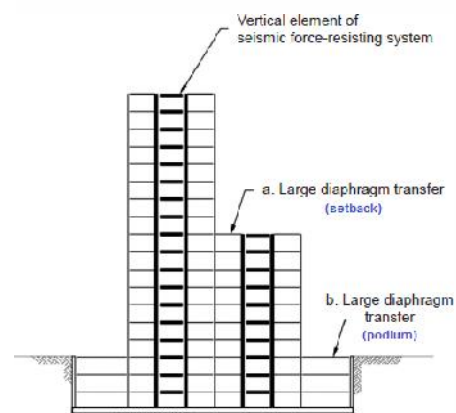 Vertical element of
seismic force-resisting system
a. Large diaphragm transfer
(setback)
b. Large diaphragm
transfer
(podium)